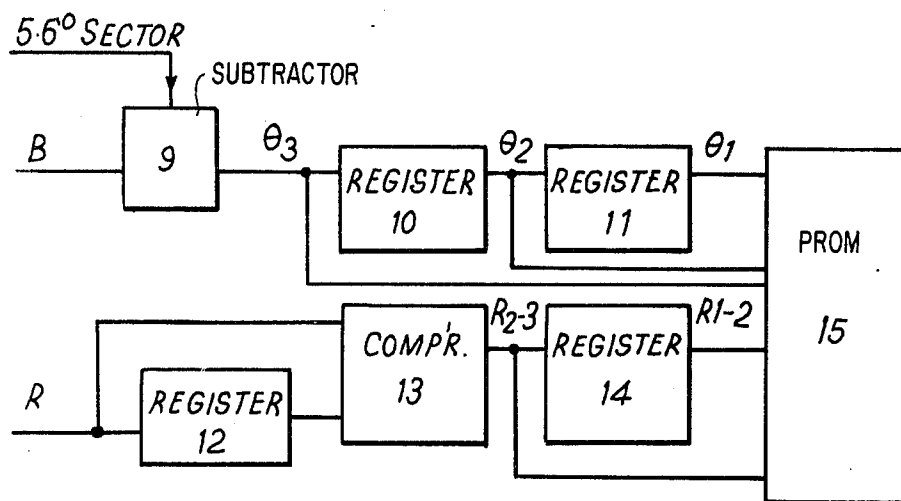 5.6° SECTOR
SUBTRACTOR
B
9
θ3
REGISTER
10
θ2
REGISTER
11
θ1
PROM
15
R
REGISTER
12
COMP'R.
13
R2-3
REGISTER
14
R1-2